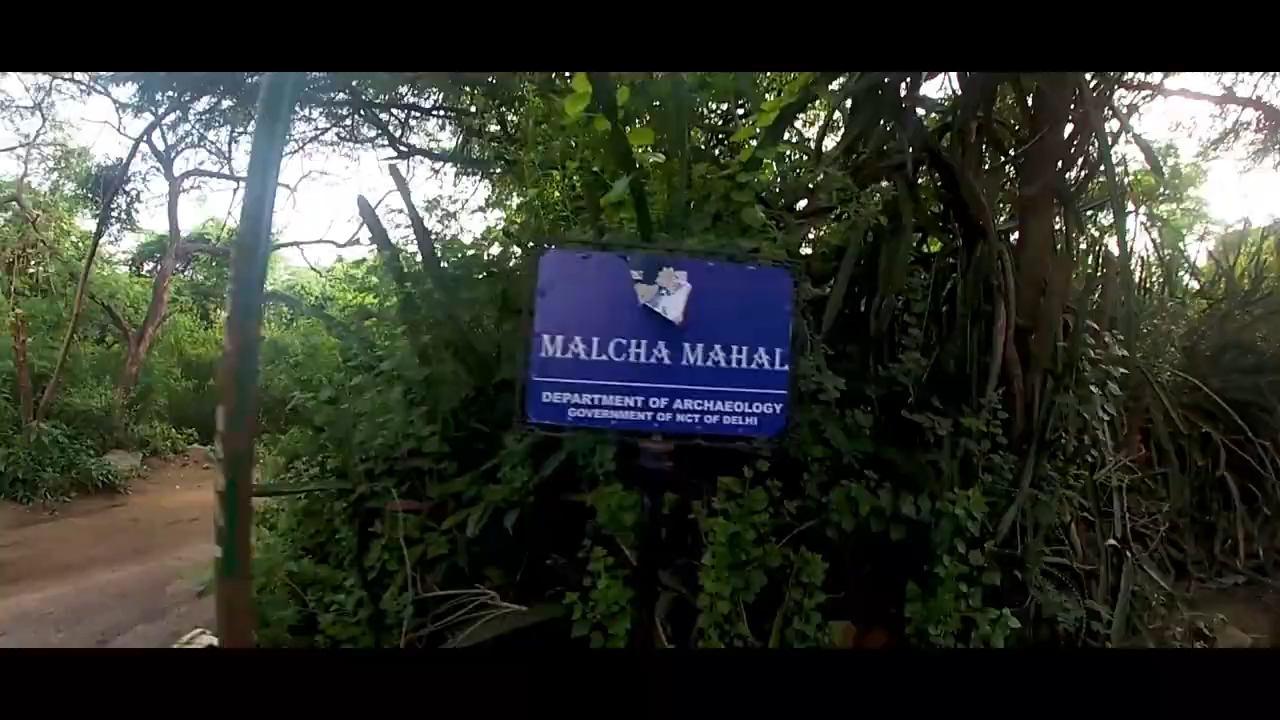 MALCHA MAHAL
DEPARTMENT OF ARCHAEOLOGY
GOVERNMENT OF NCT OF DELHI